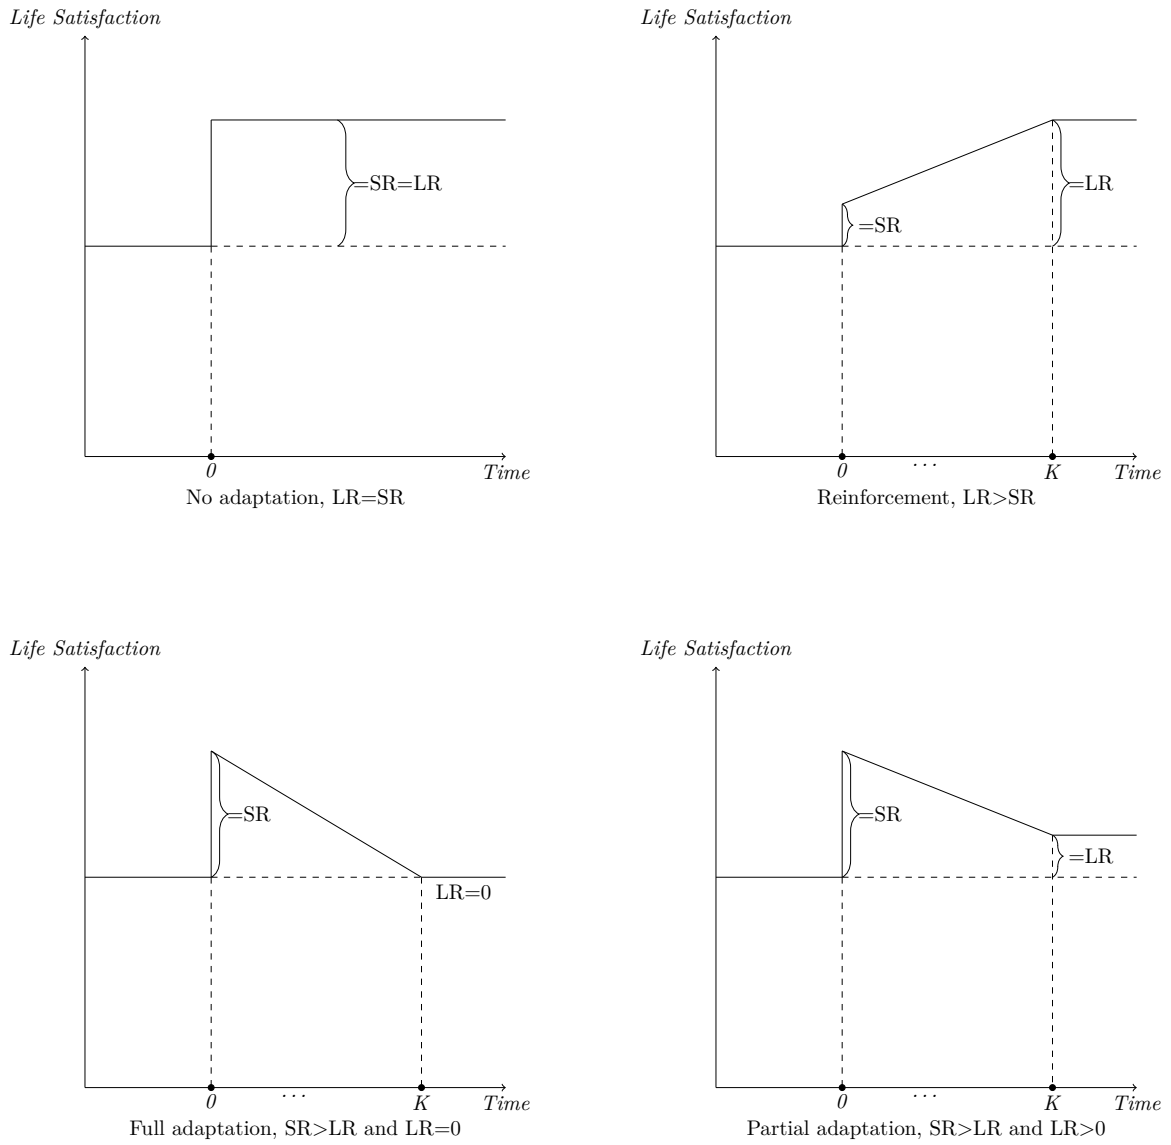 Life Satisfaction
=SR=LR
0
Time
No adaptation, LR=SR
Life Satisfaction
=SR
=LR
0
...
K
Time
Reinforcement, LR>SR
Life Satisfaction
=SR
LR=0
0
...
K
Time
Full adaptation, SR>LR and LR=0
Life Satisfaction
=SR
=LR
0
...
K
Time
Partial adaptation, SR>LR and LR>0